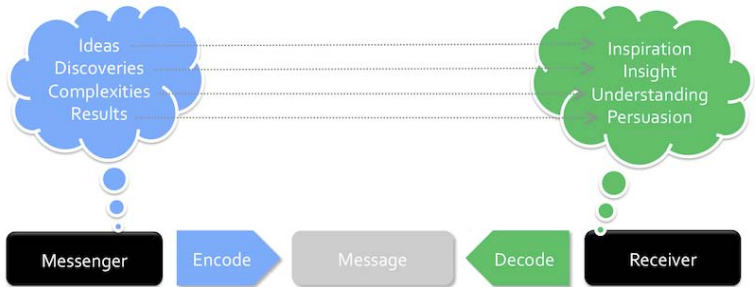 Ideas
Discoveries
Complexities
Results
Inspiration
Insight
Understanding
Persuasion
Messenger
Encode
Message
Decode
Receiver